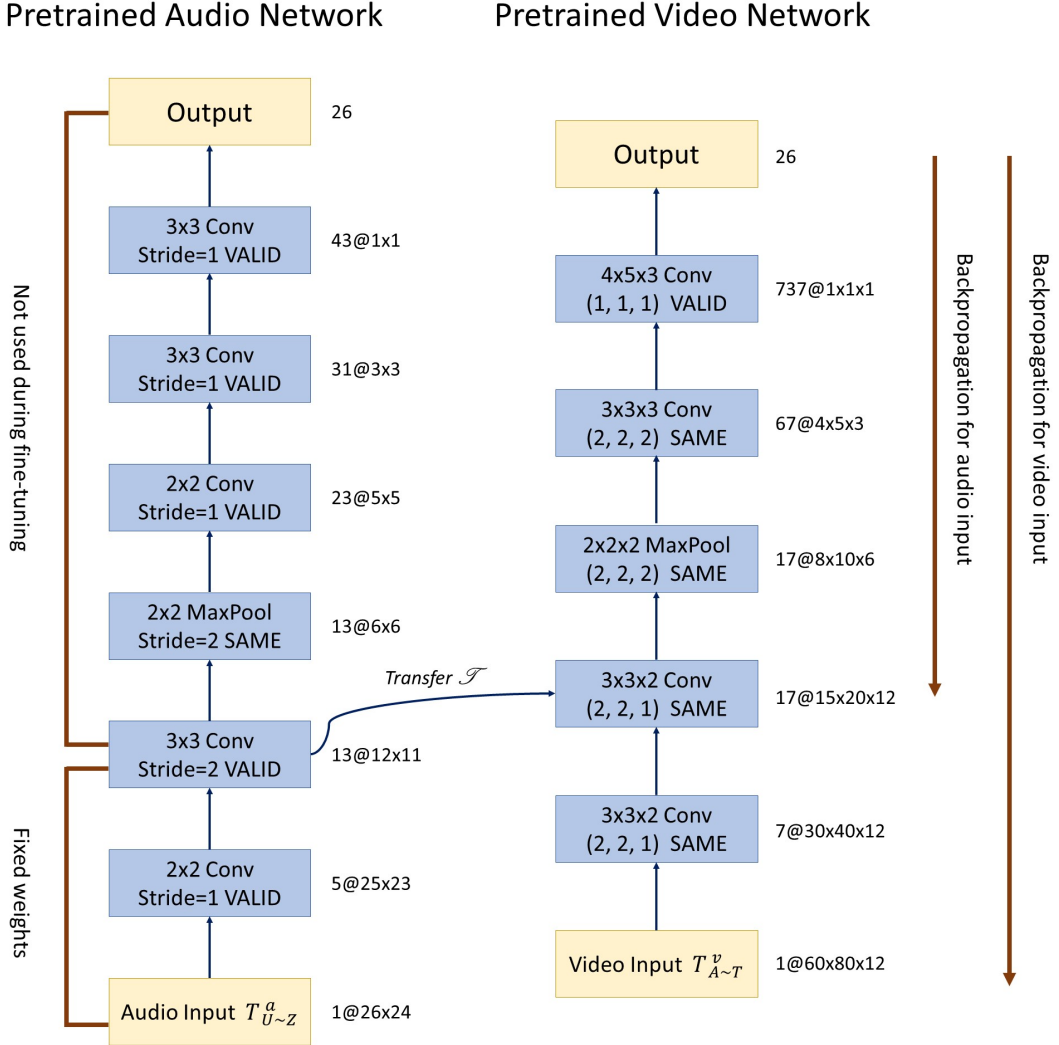 Pretrained Audio Network
Output
26
3x3 Conv
Stride=1 VALID
43@1x1
3x3 Conv
Stride=1 VALID
31@3x3
2x2 Conv
Stride=1 VALID
23@5x5
2x2 MaxPool
Stride=2 SAME
13@6x6
3x3 Conv
Stride=2 VALID
13@12x11
2x2 Conv
Stride=1 VALID
5@25x23
Audio Input T^a_{U~Z}
1@26x24
Not used during fine-tuning
Fixed weights
Transfer 𝒯
Pretrained Video Network
Output
26
4x5x3 Conv
(1, 1, 1) VALID
737@1x1x1
3x3x3 Conv
(2, 2, 2) SAME
67@4x5x3
2x2x2 MaxPool
(2, 2, 2) SAME
17@8x10x6
3x3x2 Conv
(2, 2, 1) SAME
17@15x20x12
3x3x2 Conv
(2, 2, 1) SAME
7@30x40x12
Video Input T^v_{A~T}
1@60x80x12
Backpropagation for audio input
Backpropagation for video input